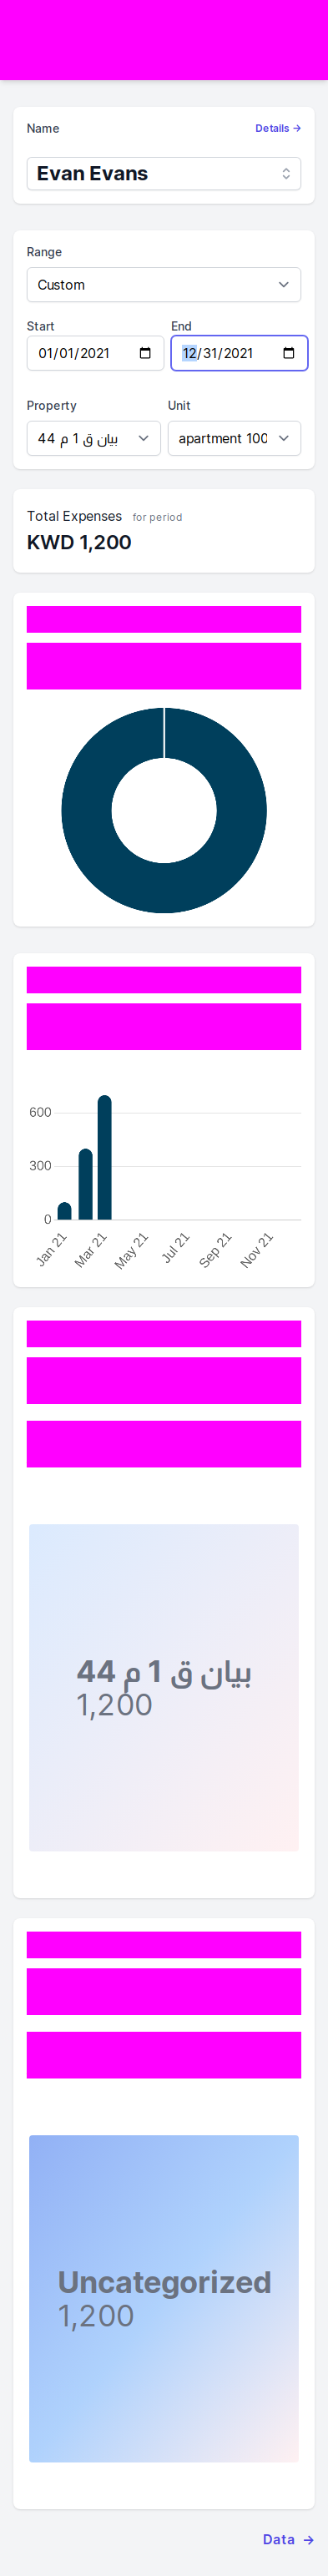 Name
Details →
Evan Evans
Range
Custom
Start
End
01/01/2021
12/31/2021
Property
Unit
بيان ق 1 م 44
apartment 100
Total Expenses for period
KWD 1,200
600
300
0
Jan 21
Mar 21
May 21
Jul 21
Sep 21
Nov 21
بيان ق 1 م 44
1,200
Uncategorized
1,200
Data →